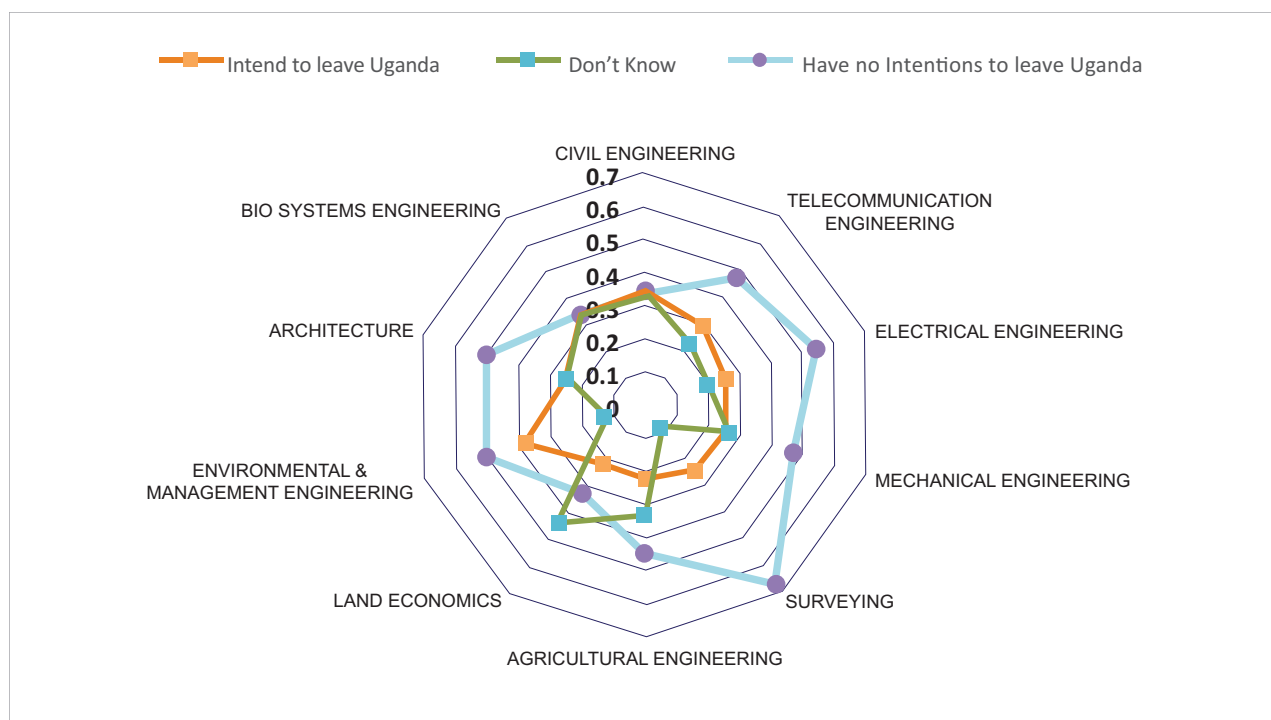 Intend to leave Uganda
Don't Know
Have no Intentions to leave Uganda
CIVIL ENGINEERING
TELECOMMUNICATION
ENGINEERING
ELECTRICAL ENGINEERING
MECHANICAL ENGINEERING
SURVEYING
AGRICULTURAL ENGINEERING
LAND ECONOMICS
ENVIRONMENTAL &
MANAGEMENT ENGINEERING
ARCHITECTURE
BIO SYSTEMS ENGINEERING
0.7
0.6
0.5
0.4
0.3
0.2
0.1
0